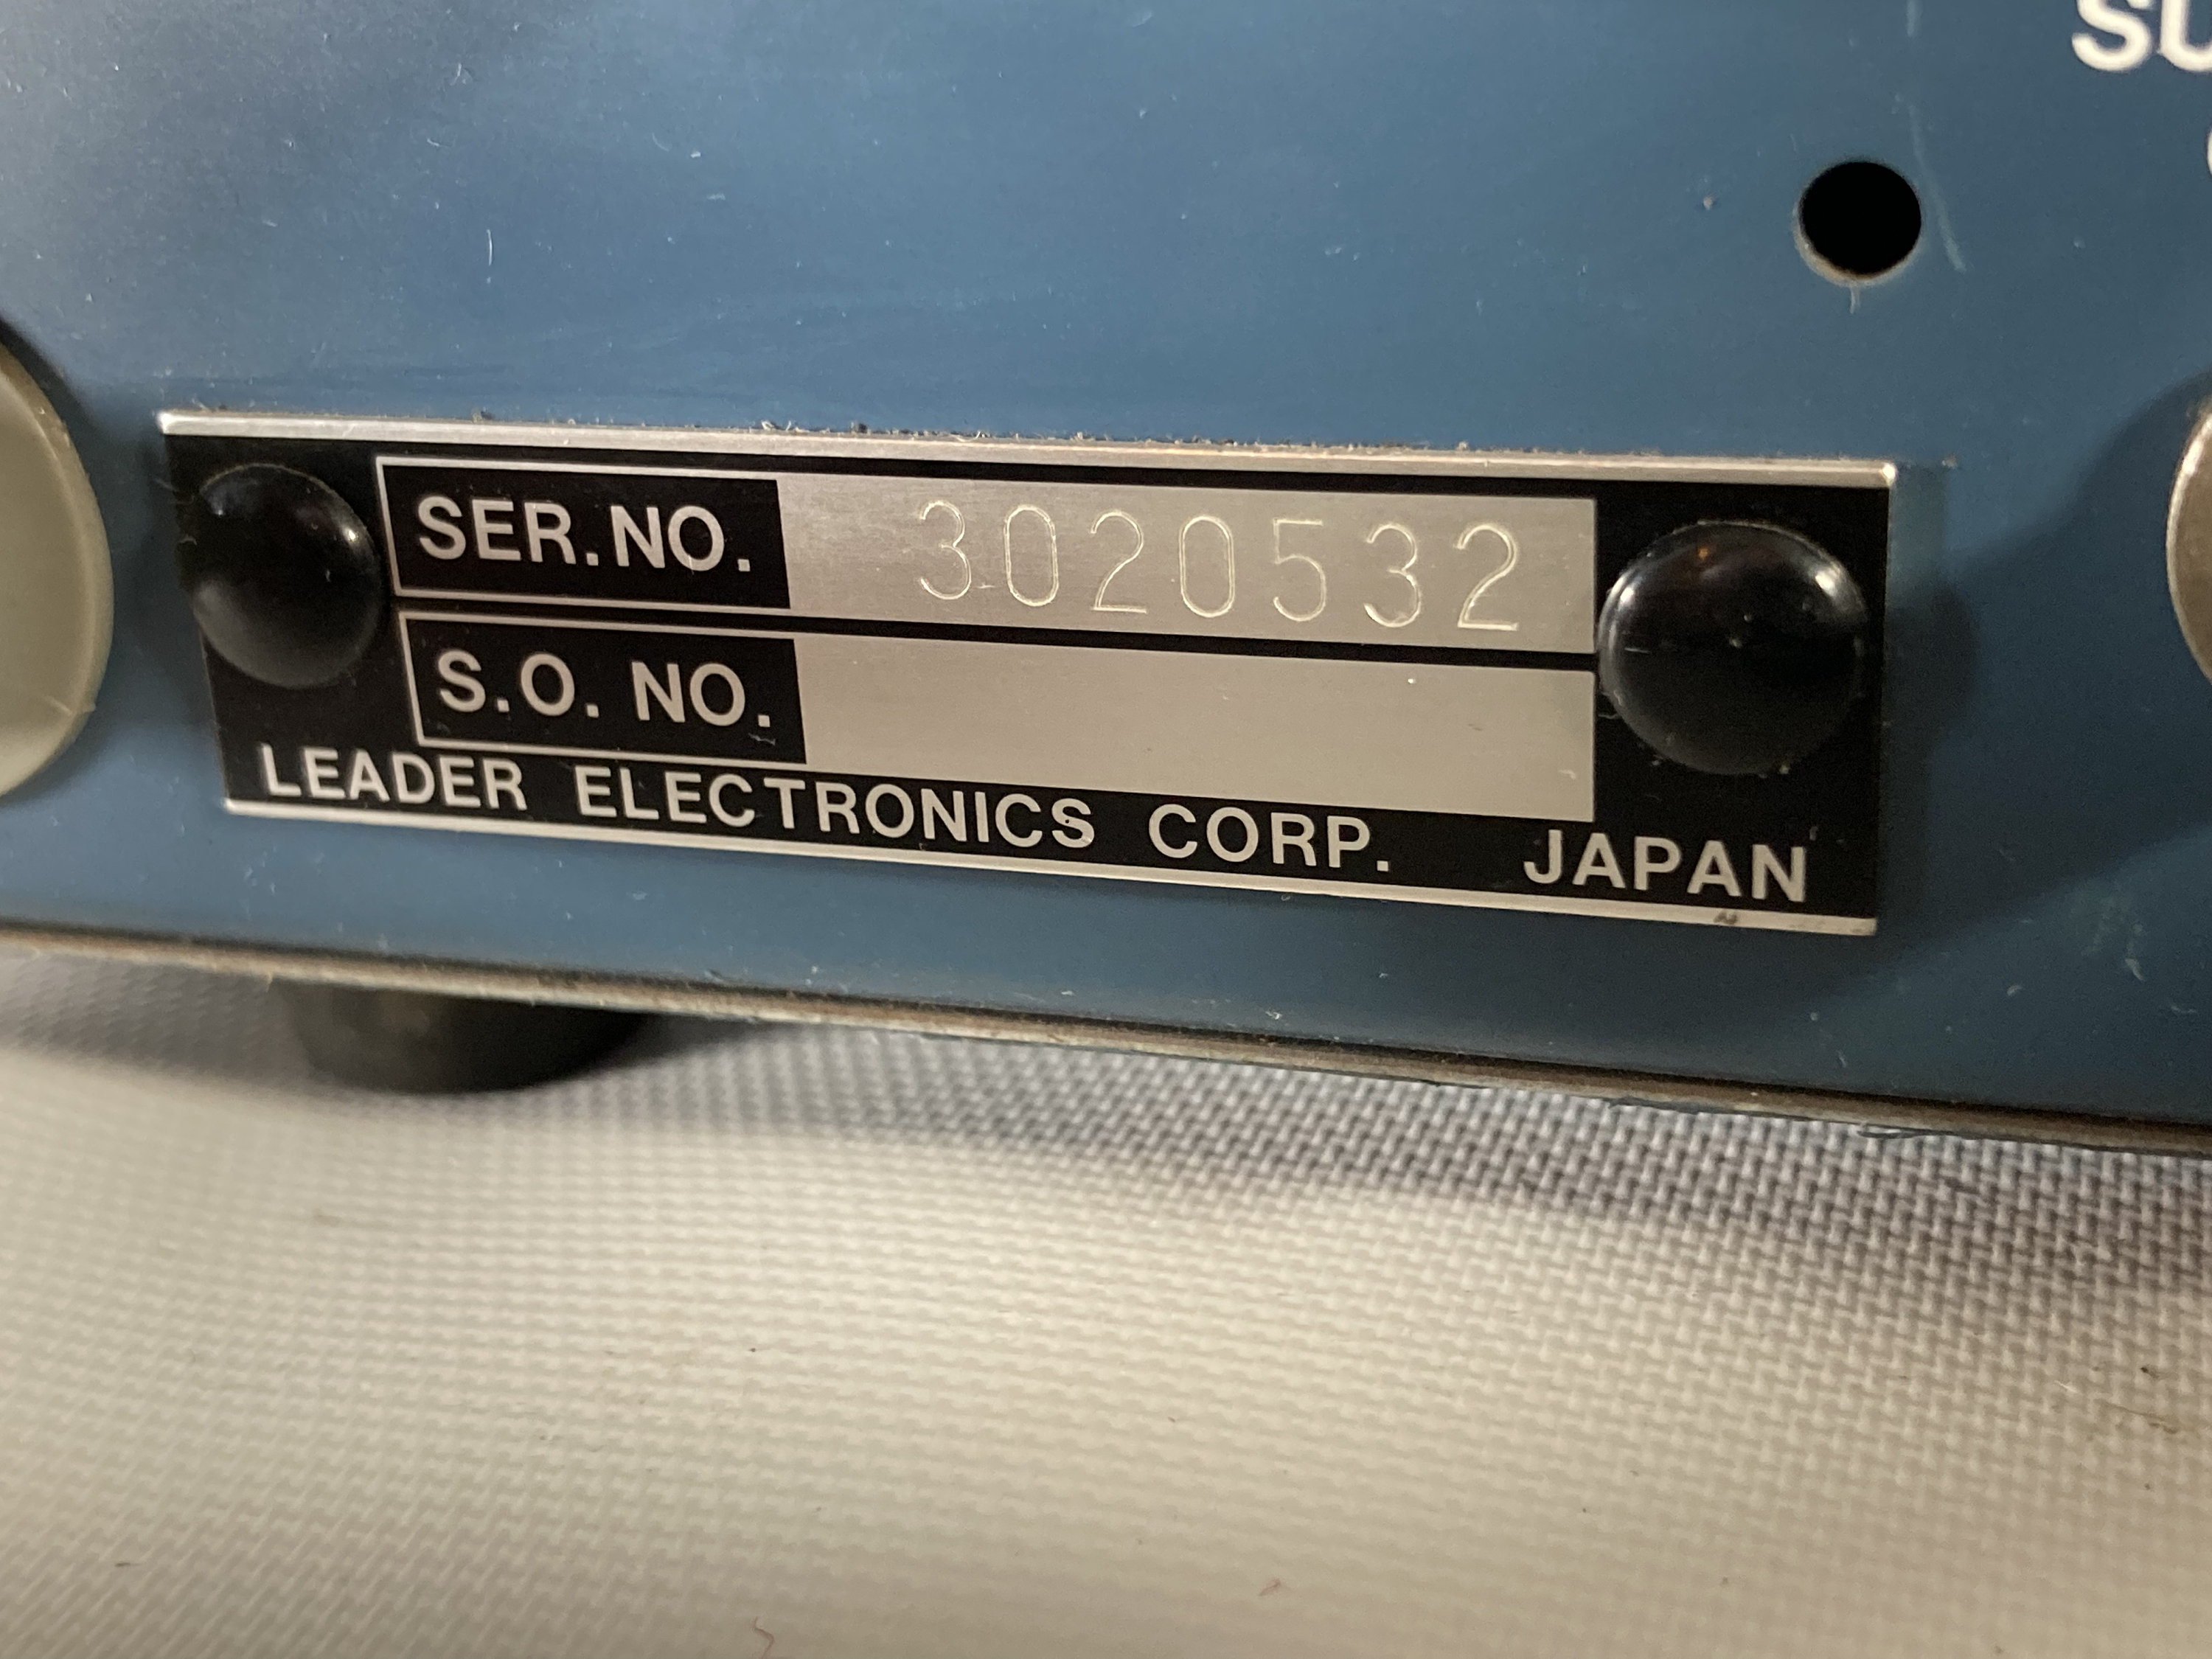 SER.NO. 3020532
S.O. NO.
LEADER ELECTRONICS CORP. JAPAN